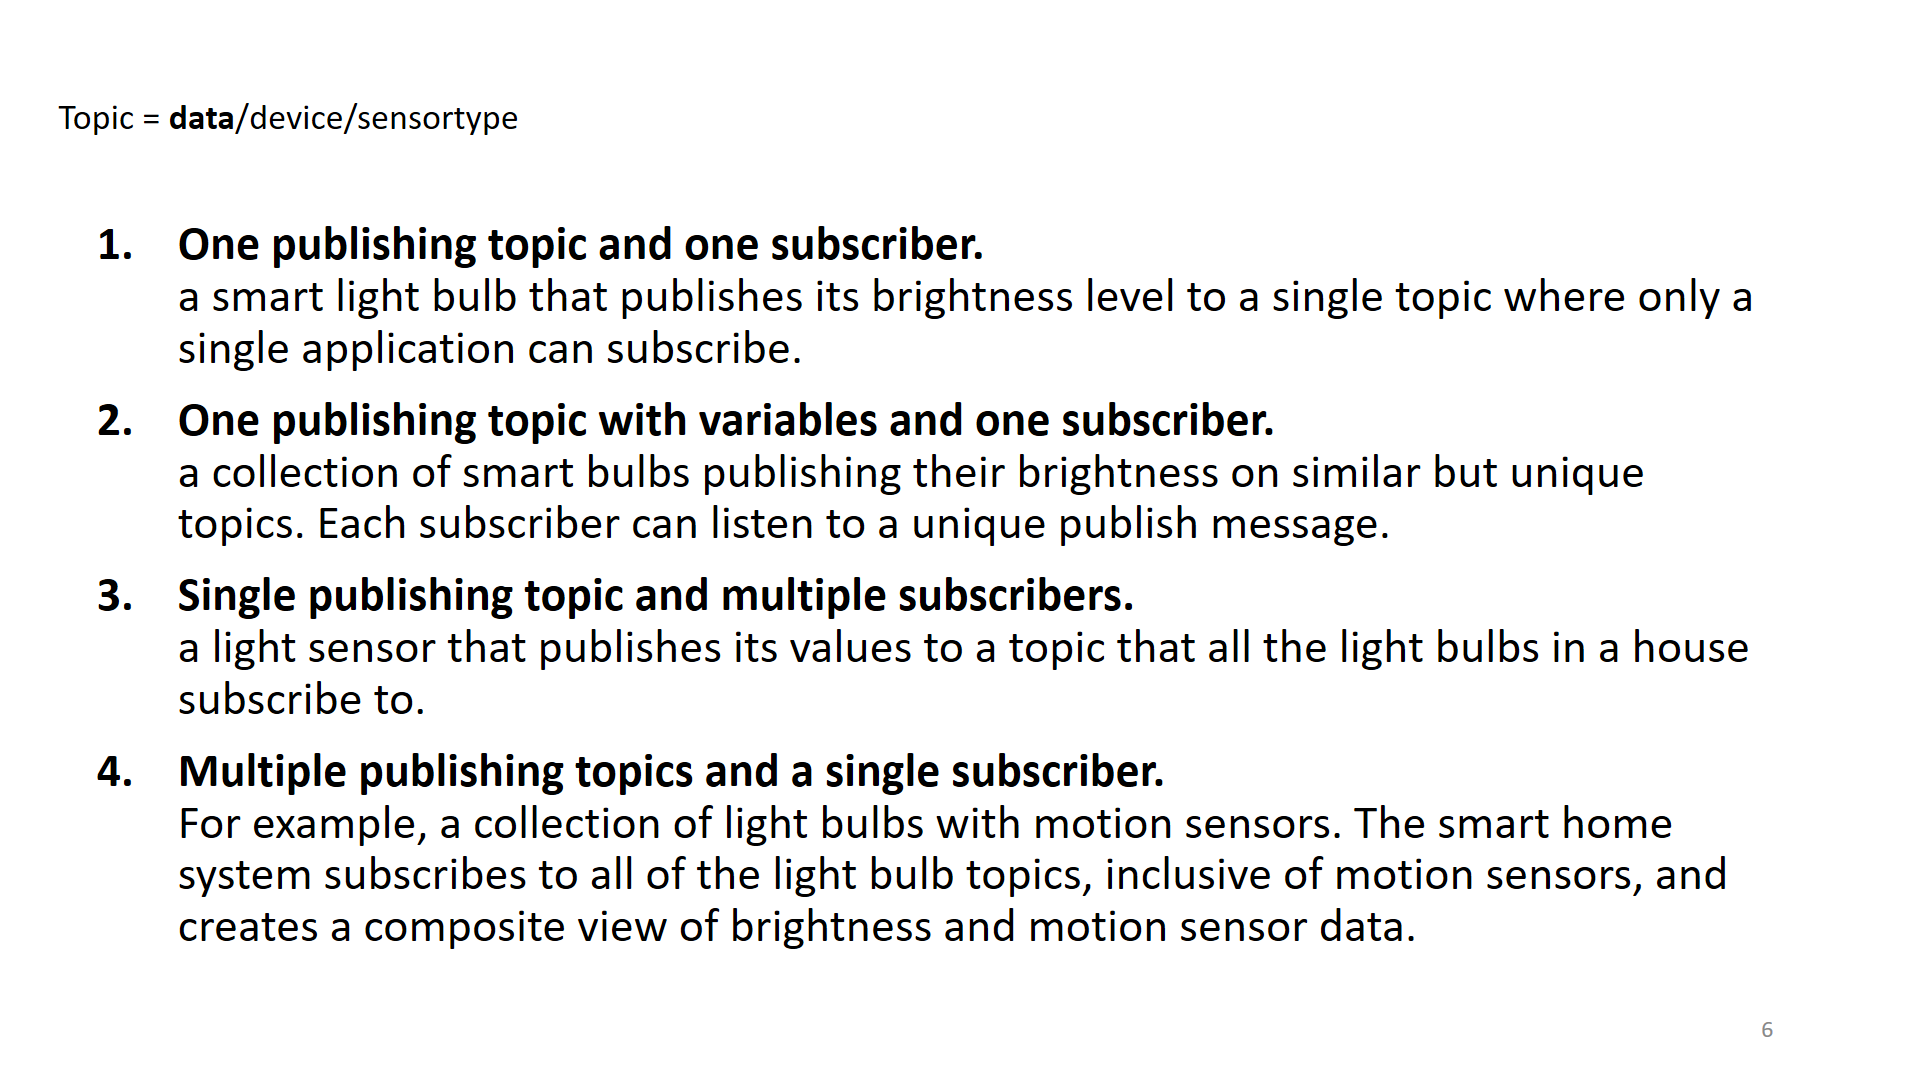 Topic = data/device/sensortype
1. One publishing topic and one subscriber.
a smart light bulb that publishes its brightness level to a single topic where only a
single application can subscribe.
2. One publishing topic with variables and one subscriber.
a collection of smart bulbs publishing their brightness on similar but unique
topics. Each subscriber can listen to a unique publish message.
3. Single publishing topic and multiple subscribers.
a light sensor that publishes its values to a topic that all the light bulbs in a house
subscribe to.
4. Multiple publishing topics and a single subscriber.
For example, a collection of light bulbs with motion sensors. The smart home
system subscribes to all of the light bulb topics, inclusive of motion sensors, and
creates a composite view of brightness and motion sensor data.
6